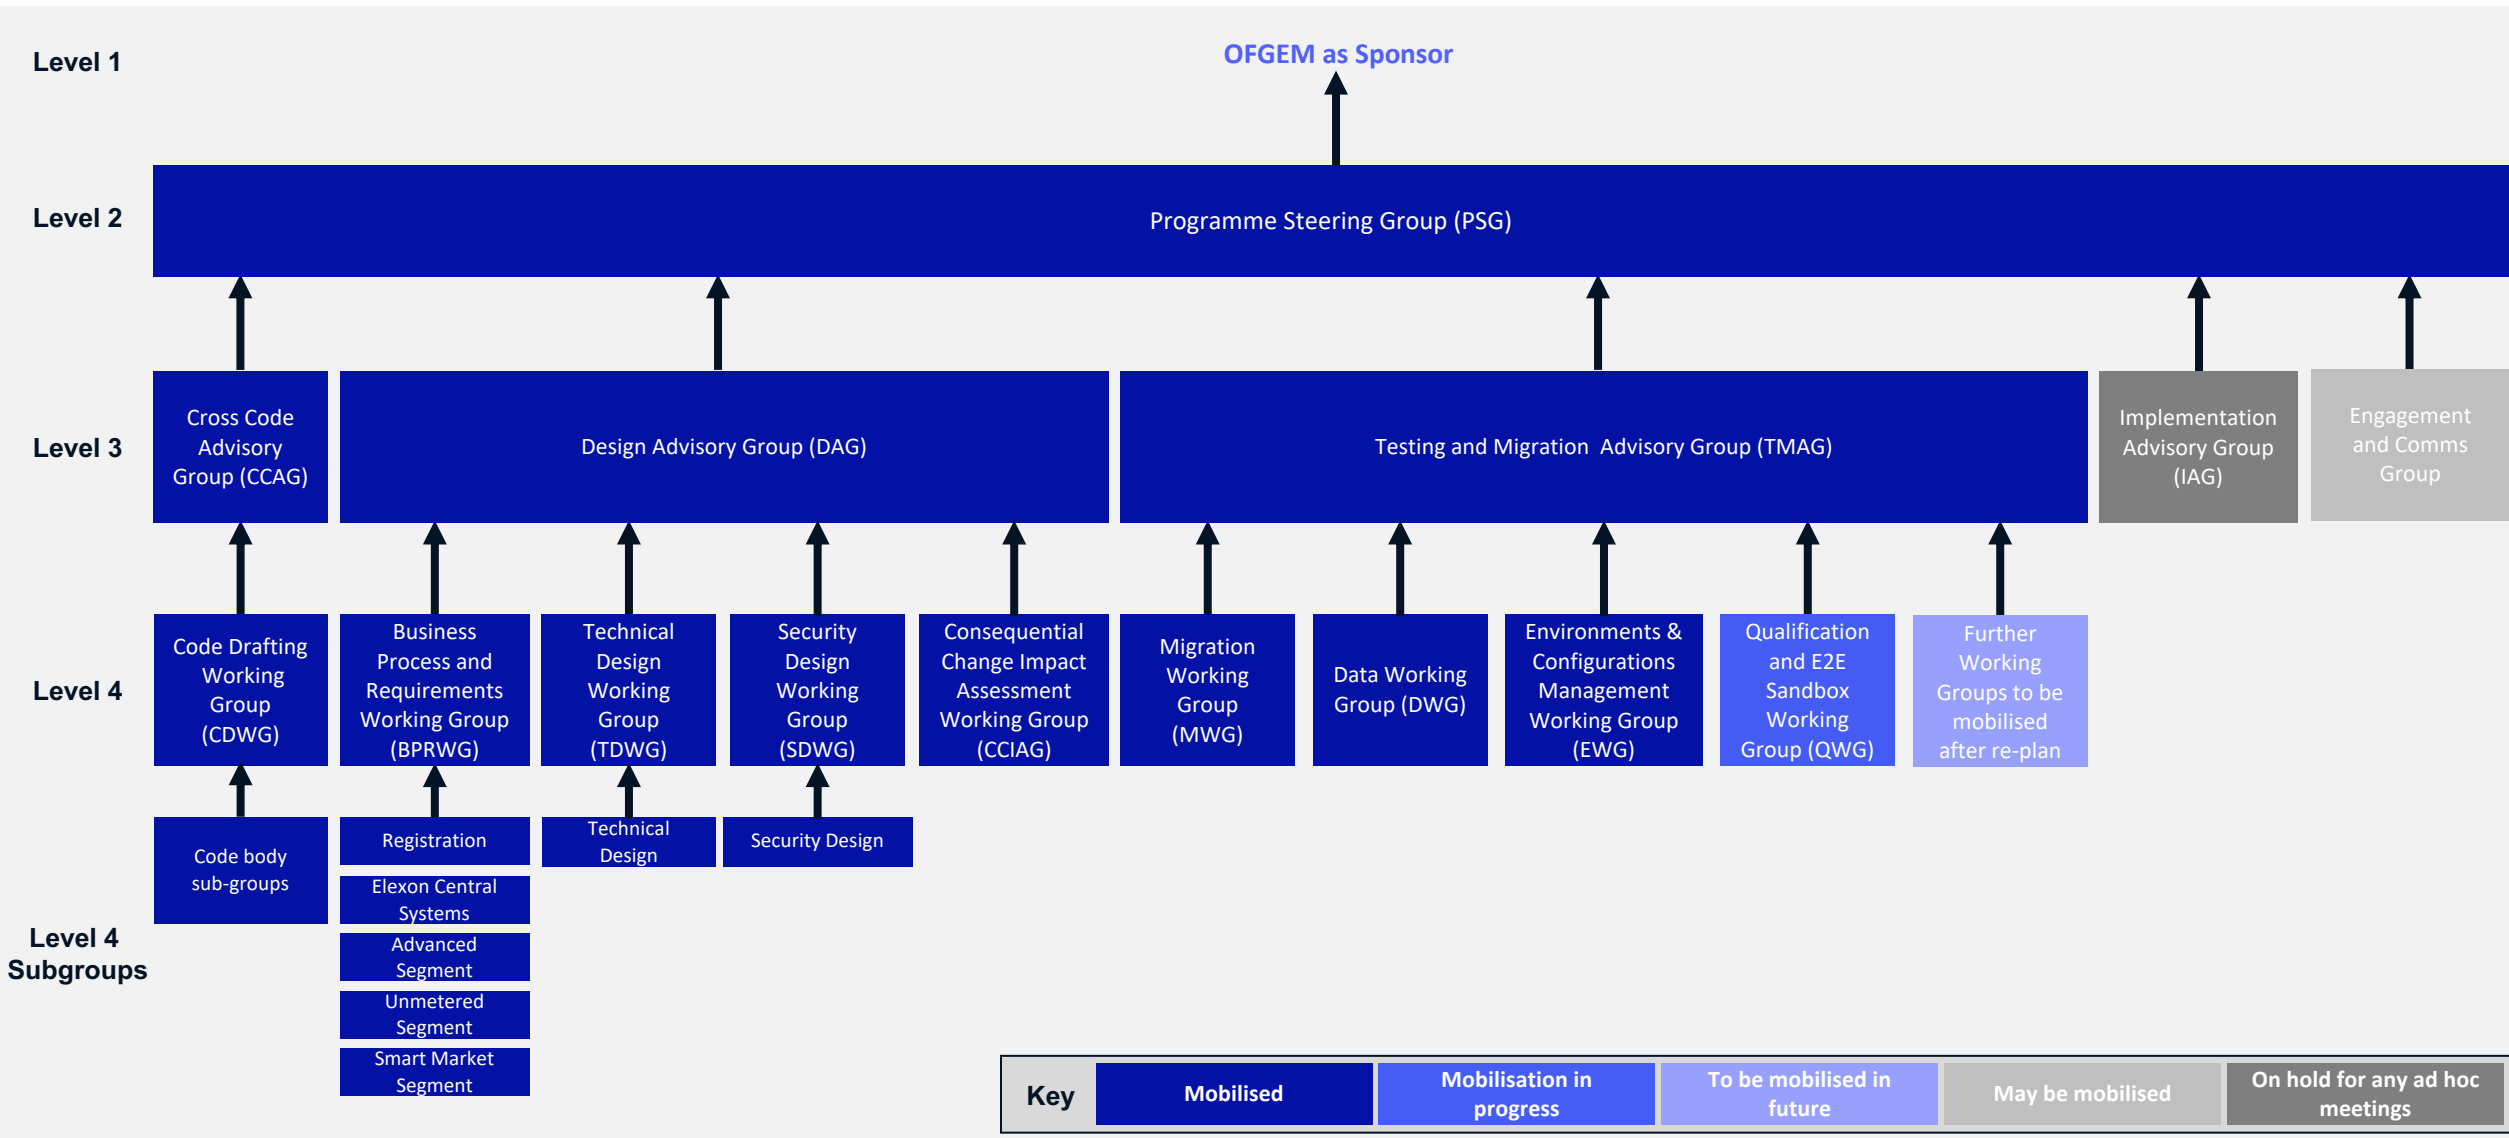 Level 1
OFGEM as Sponsor
Level 2
Programme Steering Group (PSG)
Level 3
Cross Code
Advisory
Group (CCAG)
Design Advisory Group (DAG)
Testing and Migration  Advisory Group (TMAG)
Implementation
Advisory Group
(IAG)
Engagement
and Comms
Group
Level 4
Code Drafting
Working
Group
(CDWG)
Business
Process and
Requirements
Working Group
(BPRWG)
Technical
Design
Working
Group
(TDWG)
Security
Design
Working
Group
(SDWG)
Consequential
Change Impact
Assessment
Working Group
(CCIAG)
Migration
Working
Group
(MWG)
Data Working
Group (DWG)
Environments &
Configurations
Management
Working Group
(EWG)
Qualification
and E2E
Sandbox
Working
Group (QWG)
Further
Working
Groups to be
mobilised
after re-plan
Level 4
Subgroups
Code body
sub-groups
Registration
Elexon Central
Systems
Advanced
Segment
Unmetered
Segment
Smart Market
Segment
Technical
Design
Security Design
Key
Mobilised
Mobilisation in
progress
To be mobilised in
future
May be mobilised
On hold for any ad hoc
meetings